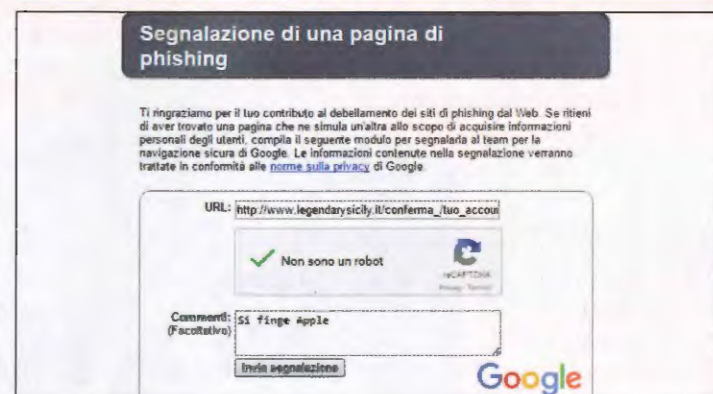 Segnalazione di una pagina di
phishing
Ti ringraziamo per il tuo contributo al debellamento dei siti di phishing dal Web. Se ritieni
di aver trovato una pagina che ne simula un'altra allo scopo di acquisire informazioni
personali degli utenti, compila il seguente modulo per segnalarla al team per la
navigazione sicura di Google. Le informazioni contenute nella segnalazione verranno
trattate in conformità alle norme sulla privacy di Google.
URL: http://www.legendarysicily.it/conferma_/tuo_accoun
Non sono un robot
reCAPTCHA
Privacy - Termini
Commenti: Si finge Apple
(Facoltativo)
Invia segnalazione
Google